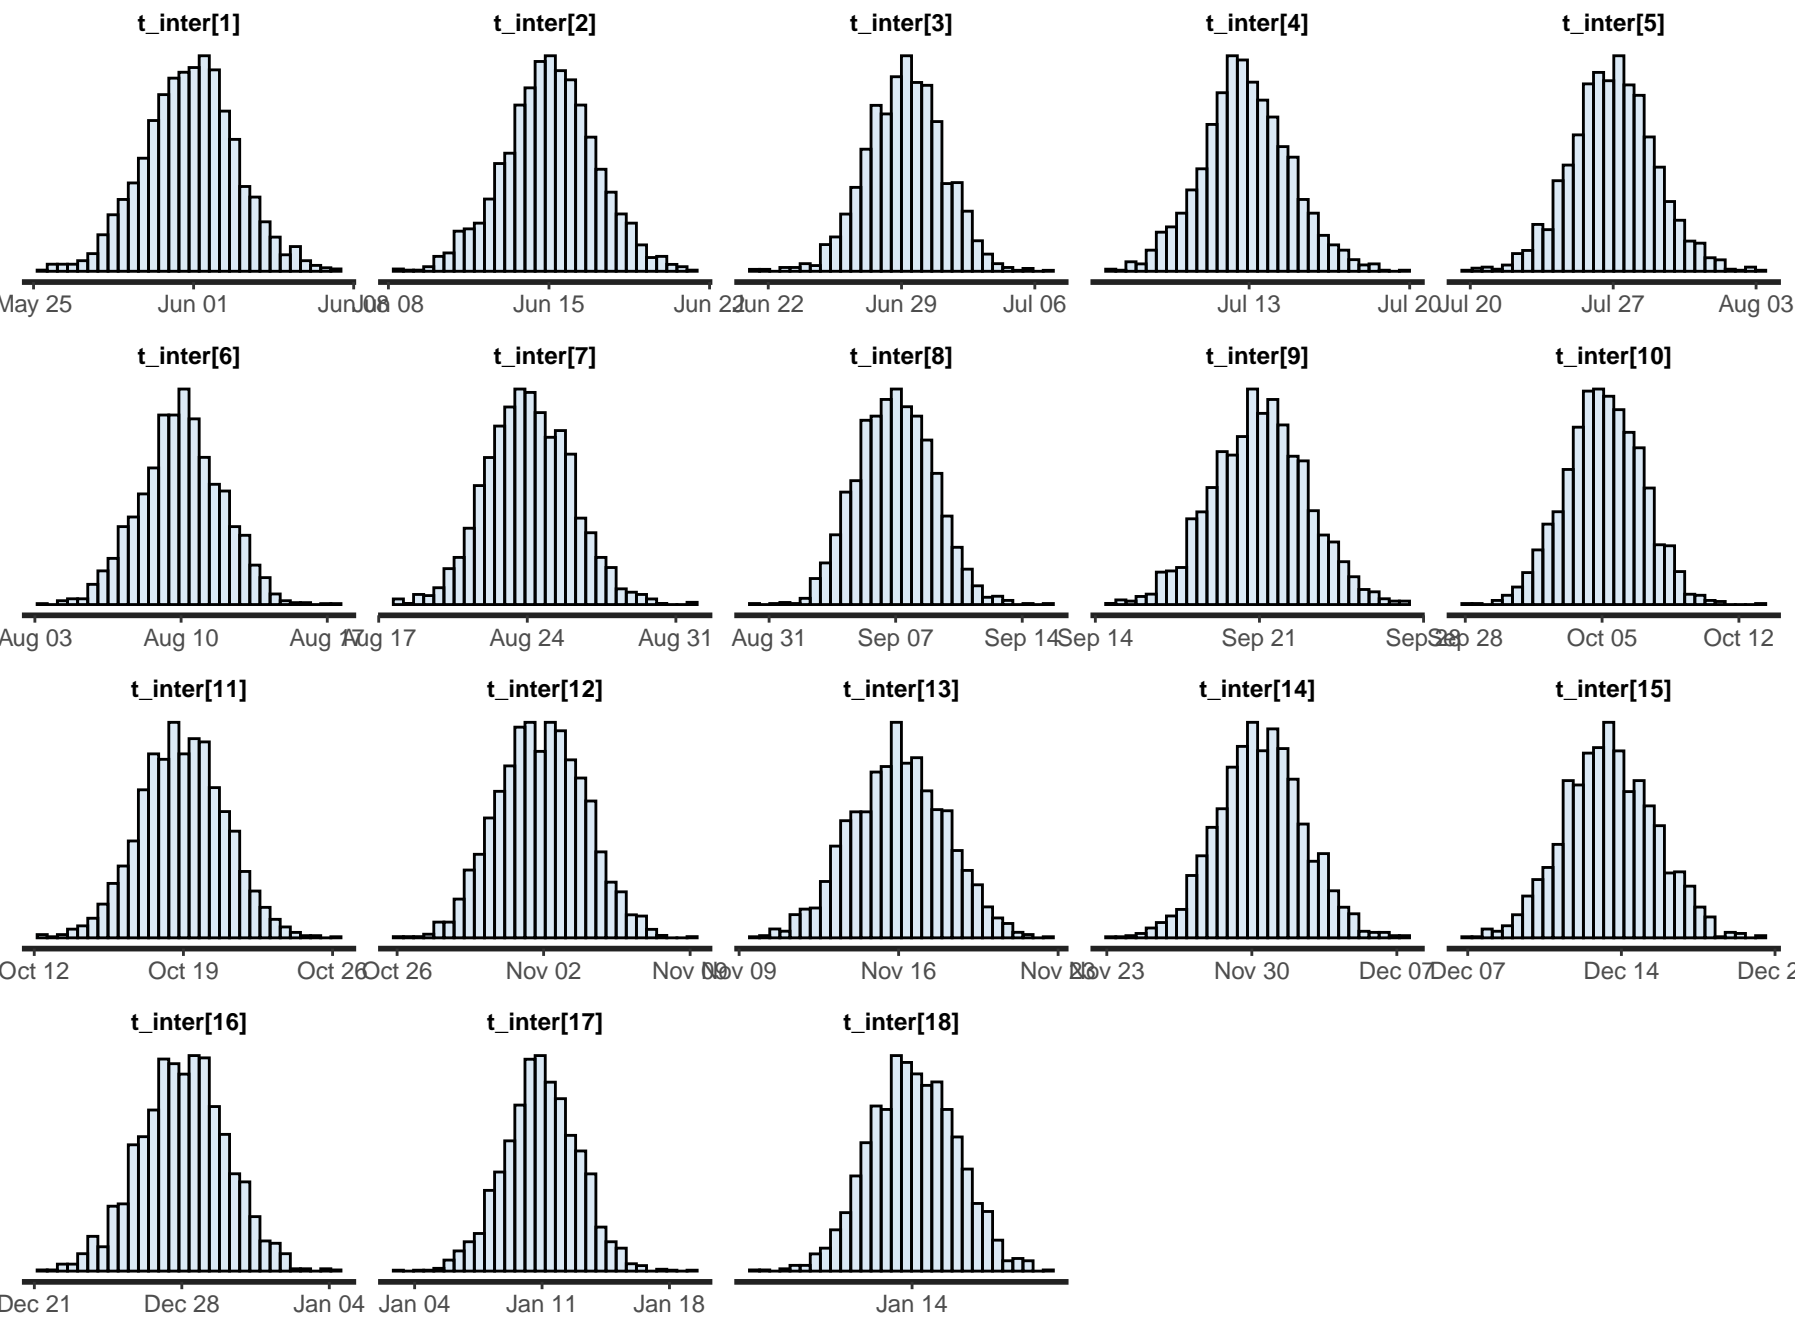 t_inter[1] t_inter[2] t_inter[3] t_inter[4] t_inter[5]
May 25 Jun 01 Jun 08 Jun 08 Jun 15 Jun 22 Jun 22 Jun 29 Jul 06 Jul 13 Jul 20 Jul 20 Jul 27 Aug 03
t_inter[6] t_inter[7] t_inter[8] t_inter[9] t_inter[10]
Aug 03 Aug 10 Aug 17 Aug 17 Aug 24 Aug 31 Aug 31 Sep 07 Sep 14 Sep 14 Sep 21 Sep 28 Sep 28 Oct 05 Oct 12
t_inter[11] t_inter[12] t_inter[13] t_inter[14] t_inter[15]
Oct 12 Oct 19 Oct 26 Oct 26 Nov 02 Nov 09 Nov 09 Nov 16 Nov 23 Nov 23 Nov 30 Dec 07 Dec 07 Dec 14 Dec 2
t_inter[16] t_inter[17] t_inter[18]
Dec 21 Dec 28 Jan 04 Jan 04 Jan 11 Jan 18 Jan 14